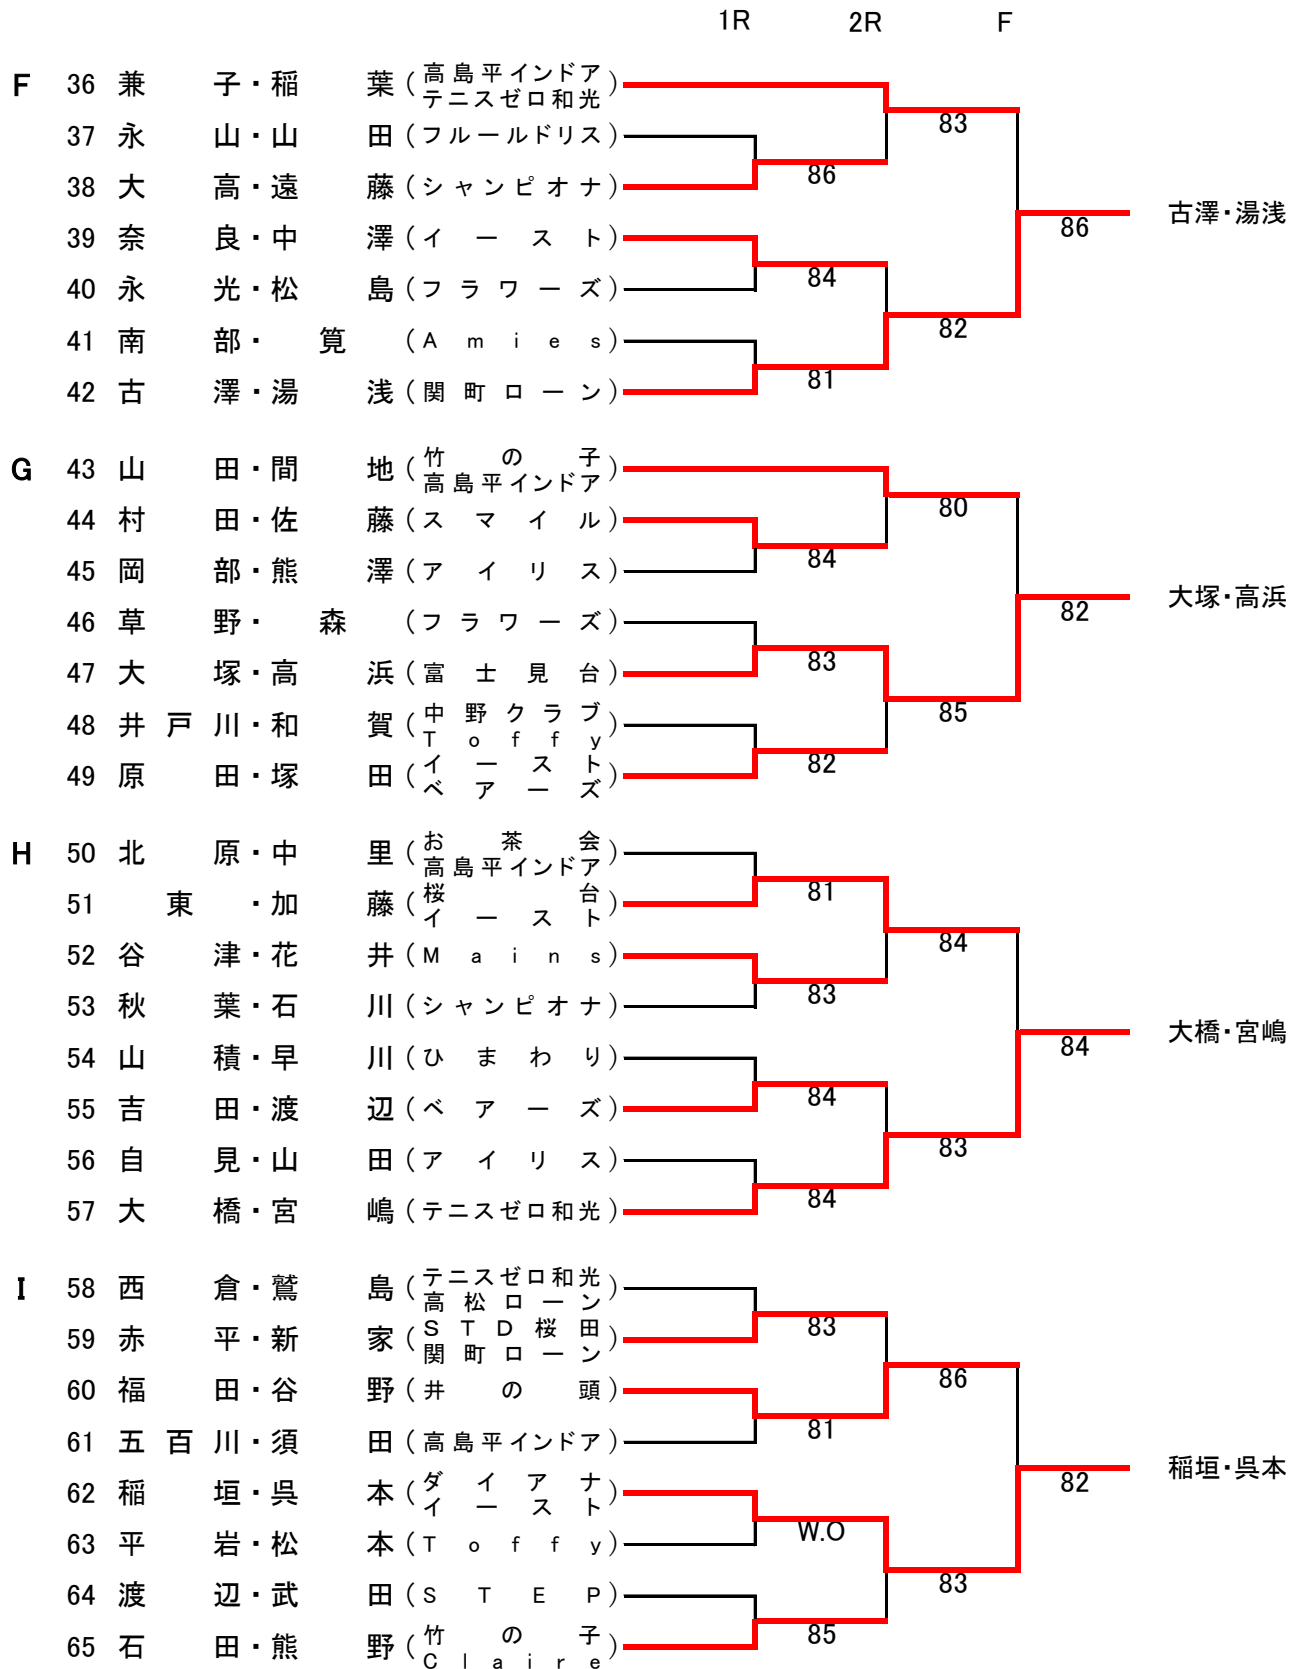 1R 2R F
F 36 兼子・稲葉 (高島平インドア テニスゼロ和光)
83
37 永山・山田 (フルールドリス)
86
38 大高・遠藤 (シャンピオナ)
86 古澤・湯浅
39 奈良・中澤 (イースト)
84
40 永光・松島 (フラワーズ)
82
41 南部・筧 (Amies)
81
42 古澤・湯浅 (関町ローン)
G 43 山田・間地 (竹の子 高島平インドア)
80
44 村田・佐藤 (スマイル)
84
45 岡部・熊澤 (アイリス)
82 大塚・高浜
46 草野・森 (フラワーズ)
83
47 大塚・高浜 (富士見台)
85
48 井戸川・和賀 (中野クラブ Toffy)
82
49 原田・塚田 (イースト ベアーズ)
H 50 北原・中里 (お茶会 高島平インドア)
81
51 東・加藤 (桜台 イースト)
84
52 谷津・花井 (Mains)
83
53 秋葉・石川 (シャンピオナ)
84 大橋・宮嶋
54 山積・早川 (ひまわり)
84
55 吉田・渡辺 (ベアーズ)
83
56 自見・山田 (アイリス)
84
57 大橋・宮嶋 (テニスゼロ和光)
I 58 西倉・鷲島 (テニスゼロ和光 高松ローン)
83
59 赤平・新家 (STD桜田 関町ローン)
86
60 福田・谷野 (井の頭)
81
61 五百川・須田 (高島平インドア)
82 稲垣・呉本
62 稲垣・呉本 (ダイアナ イースト)
W.O
63 平岩・松本 (Toffy)
83
64 渡辺・武田 (STEP)
85
65 石田・熊野 (竹の子 Claire)